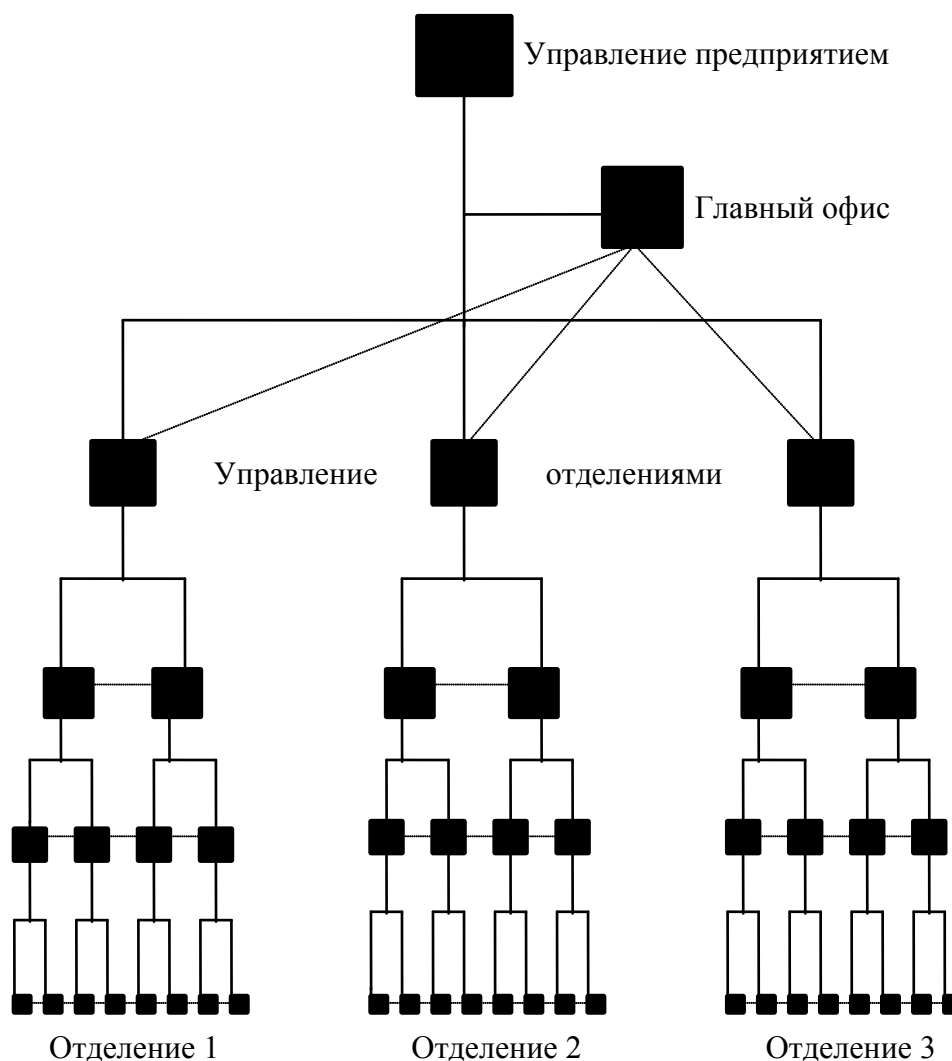 Управление предприятием
Главный офис
Управление отделениями
Отделение 1 Отделение 2 Отделение 3